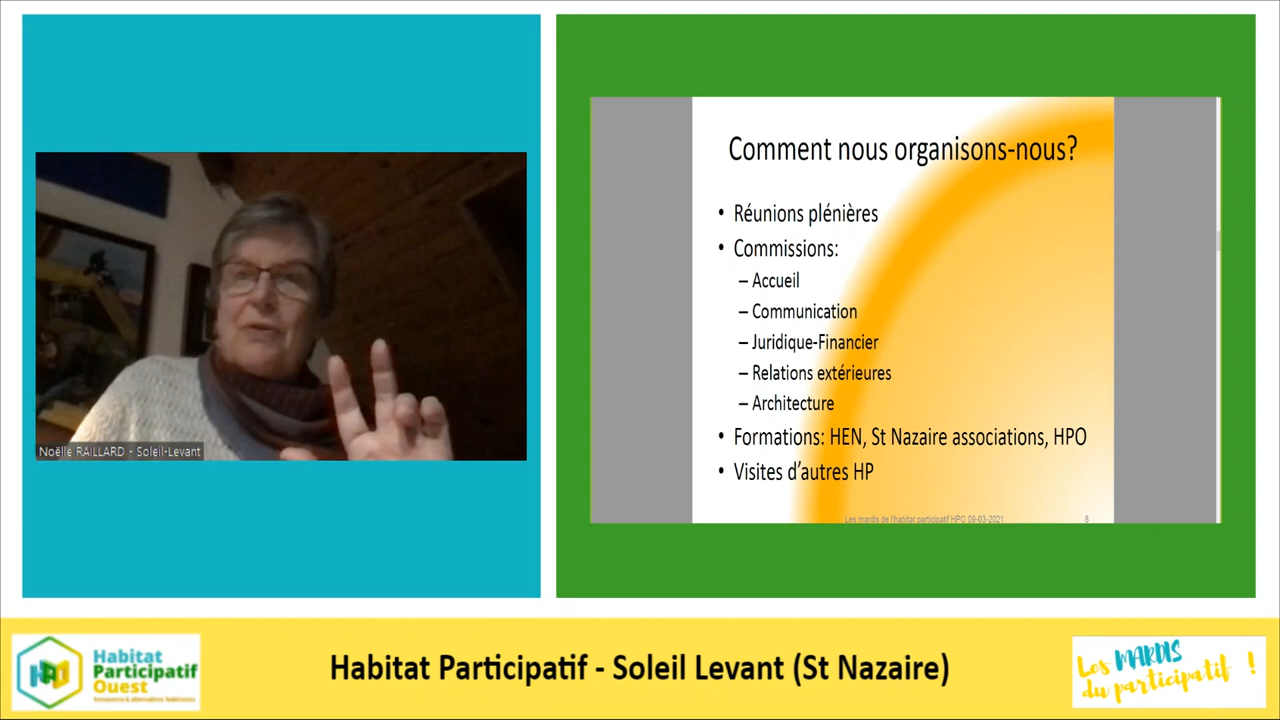 Noëlle RAILLARD - Soleil-Levant
Comment nous organisons-nous?
• Réunions plénières
• Commissions:
– Accueil
– Communication
– Juridique-Financier
– Relations extérieures
– Architecture
• Formations: HEN, St Nazaire associations, HPO
• Visites d’autres HP
Les mardis de l'habitat participatif HPO 09-03-2021
8
Habitat
Participatif
Ouest
Habitat Participatif - Soleil Levant (St Nazaire)
Les MARDIS
du participatif !